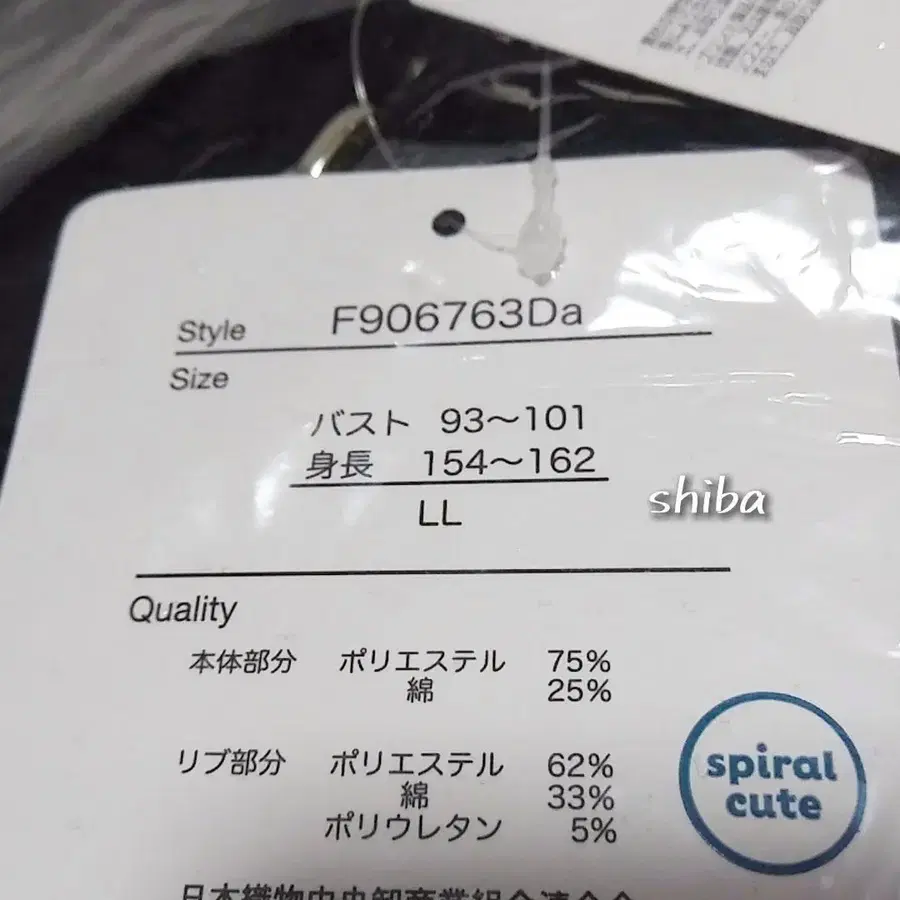 Style F906763Da
Size
バスト 93〜101
身長 154〜162
LL
shiba
Quality
本体部分 ポリエステル 75%
綿 25%
リブ部分 ポリエステル 62%
綿 33%
ポリウレタン 5%
spiral
cute